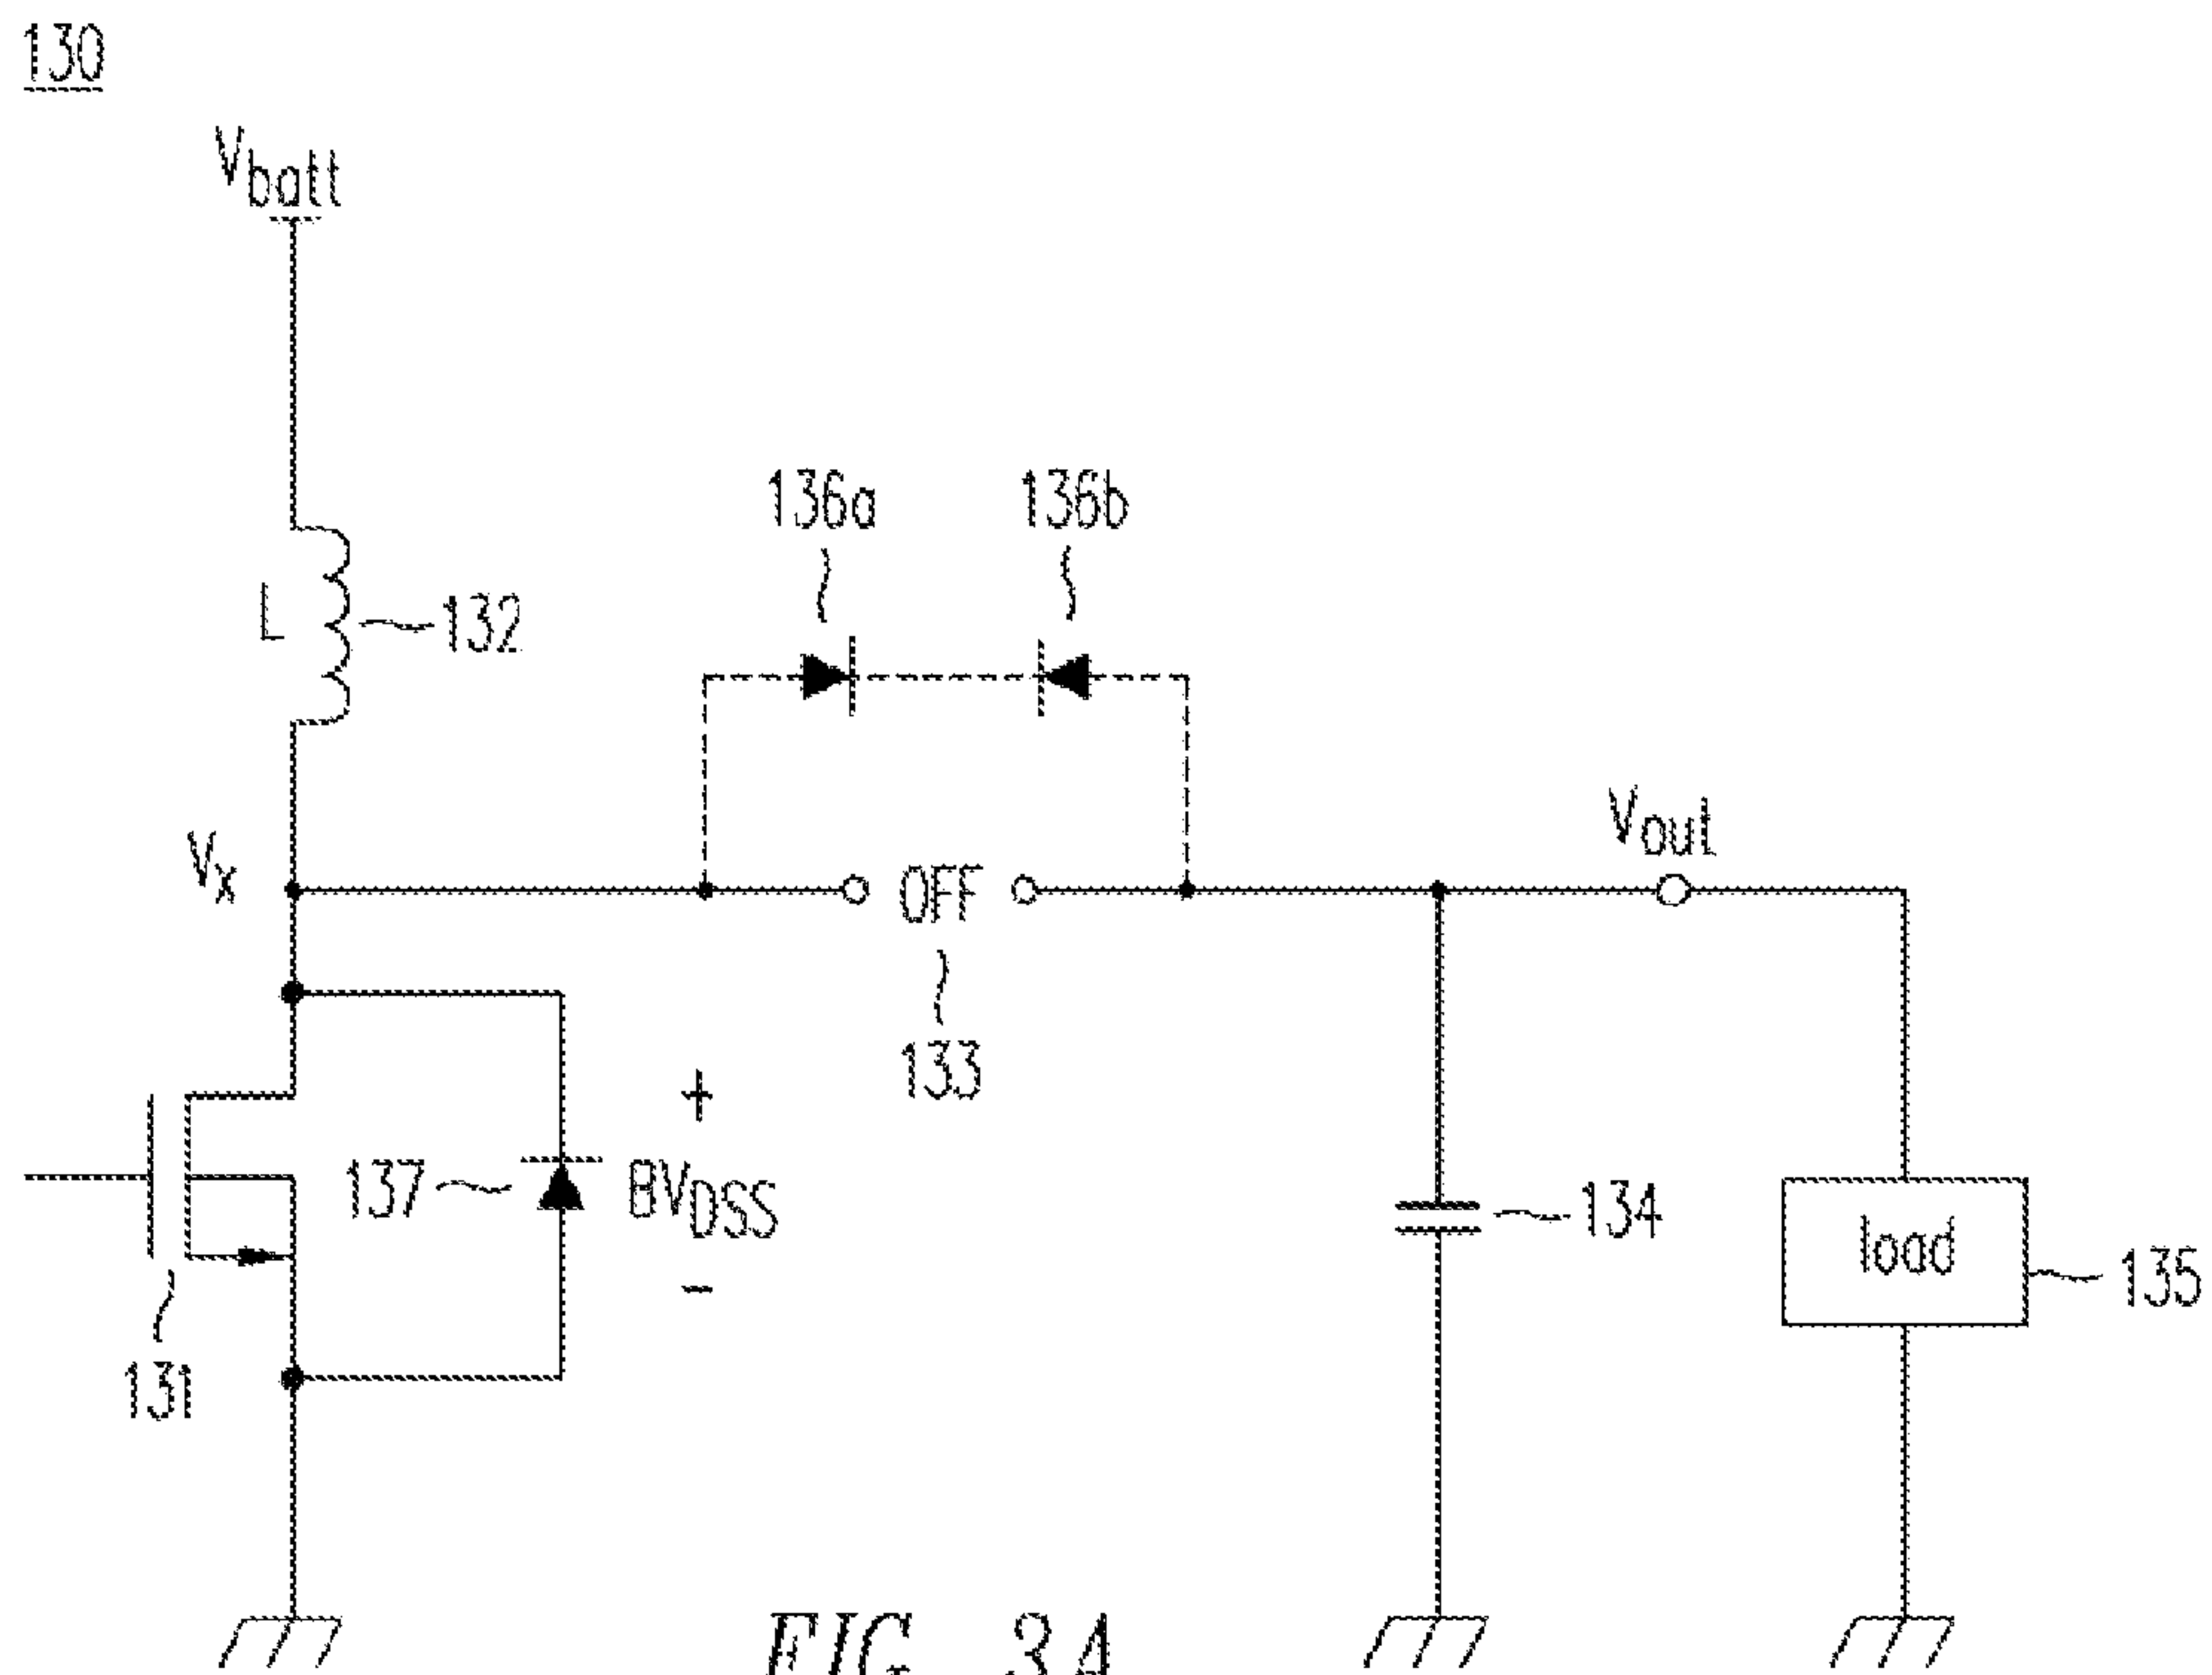 130
Vbatt
136a
136b
L
132
Vx
OFF
Vout
133
+
137
BVDSS
-
134
load
135
131
FIG. 3A